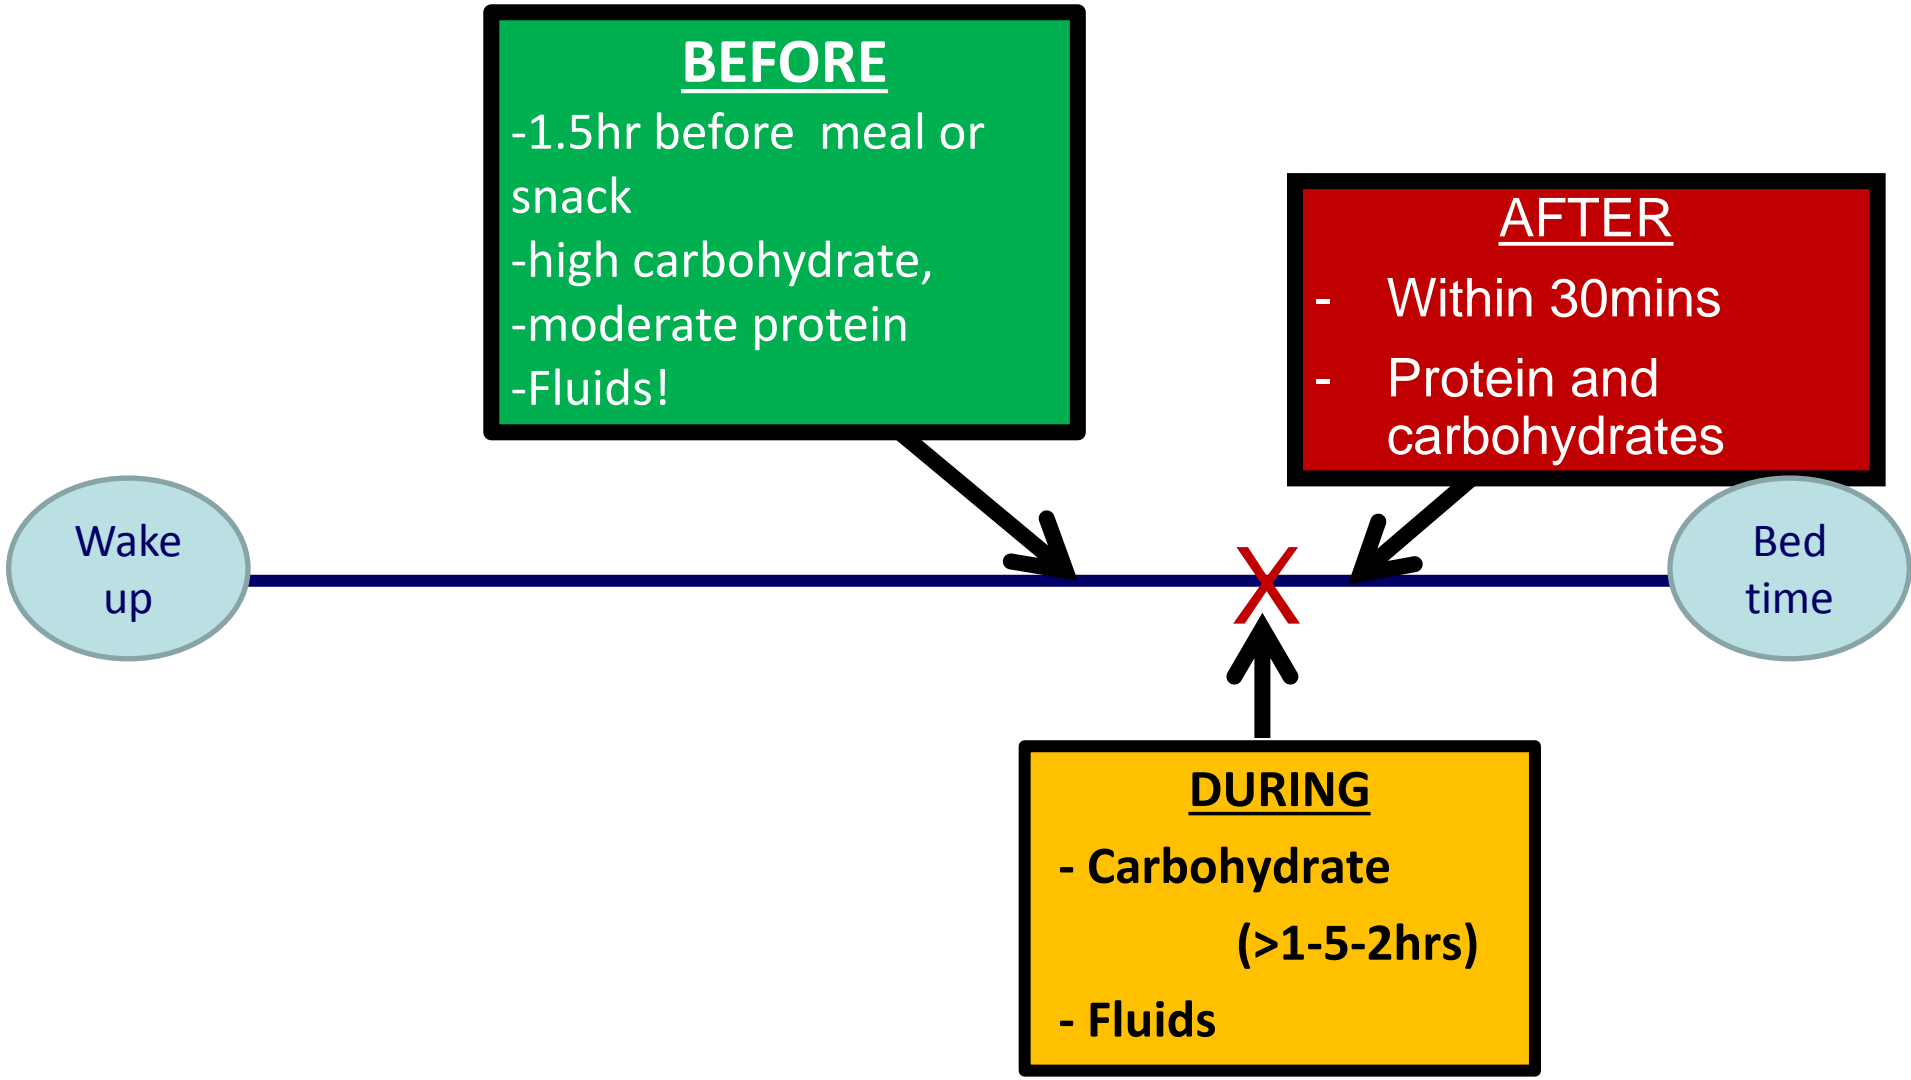 BEFORE
-1.5hr before  meal or
snack
-high carbohydrate,
-moderate protein
-Fluids!
AFTER
- Within 30mins
- Protein and
carbohydrates
Wake
up
X
Bed
time
DURING
- Carbohydrate
(>1-5-2hrs)
- Fluids